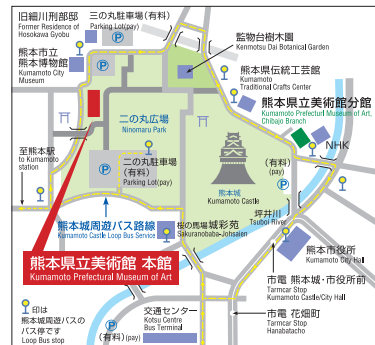 旧細川刑部邸
Former Residence of
Hosokawa Gyobu
三の丸駐車場(有料)
Parking Lot(pay)
P
監物台樹木園
Kenmotsu Dai Botanical Garden
熊本市立
熊本博物館
Kumamoto City
Museum
P
熊本県伝統工芸館
Kumamoto
Traditional Crafts Center
熊本県立美術館分館
Kumamoto Prefecturl Museum of Art,
Chibajo Branch
二の丸広場
Ninomaru Park
NHK
至熊本駅
to Kumamoto
station
P
二の丸駐車場
(有料)
Parking Lot(pay)
熊本城
Kumamoto Castle
(有料)
(pay)
P
坪井川
Tsuboi River
熊本城周遊バス路線
Kumamoto Castle Loop Bus Service
桜の馬場 城彩苑
Sakuranobaba-Johsaien
熊本県立美術館 本館
Kumamoto Prefectural Museum of Art
熊本市役所
Kumamoto City Hall
市電 熊本城・市役所前
Tarmcar Stop
Kumamoto Castle/City Hall
市電 花畑町
Tarmcar Stop
Hanabatacho
交通センター
Kotsu Centre
Bus Terminal
印は
熊本城周遊バスの
バス停です
Loop Bus stop